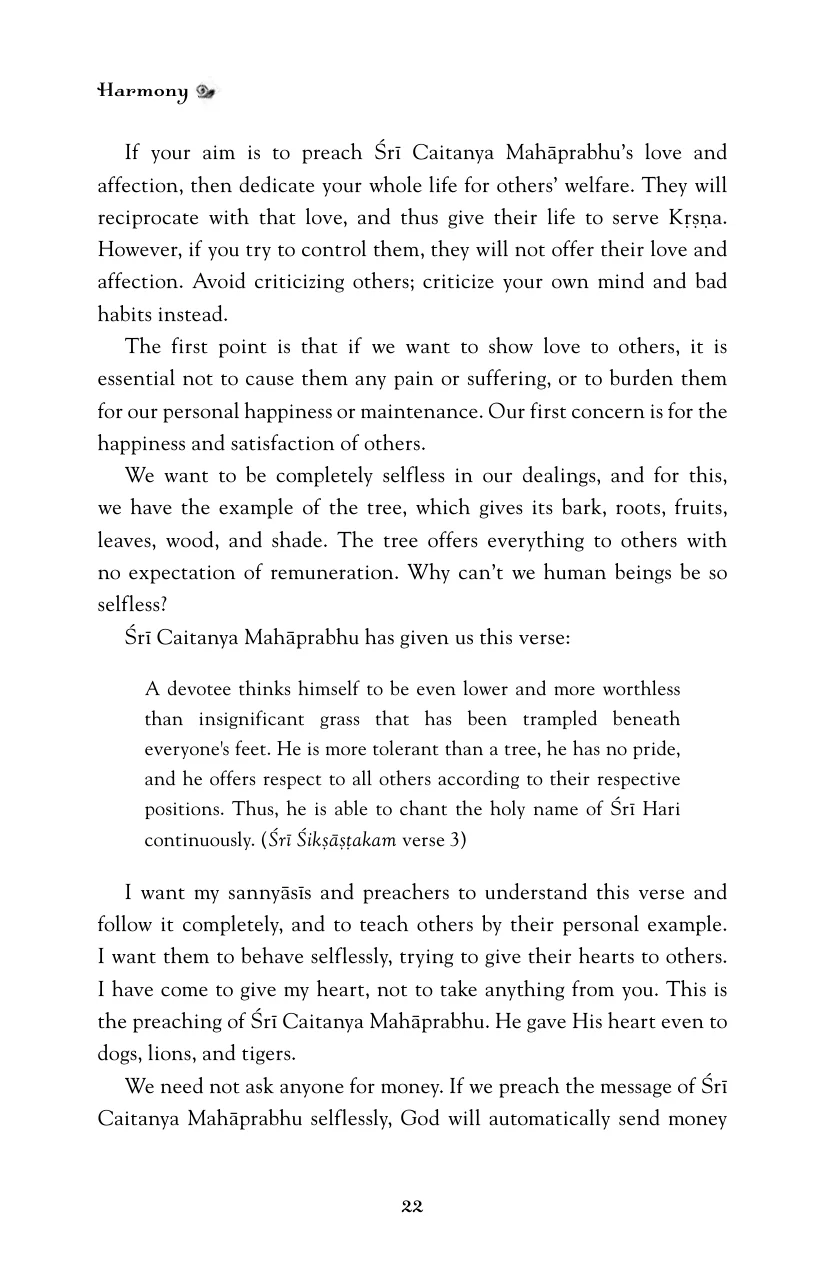 Harmony
If your aim is to preach Śrī Caitanya Mahāprabhu’s love and
affection, then dedicate your whole life for others’ welfare. They will
reciprocate with that love, and thus give their life to serve Kṛṣṇa.
However, if you try to control them, they will not offer their love and
affection. Avoid criticizing others; criticize your own mind and bad
habits instead.
The first point is that if we want to show love to others, it is
essential not to cause them any pain or suffering, or to burden them
for our personal happiness or maintenance. Our first concern is for the
happiness and satisfaction of others.
We want to be completely selfless in our dealings, and for this,
we have the example of the tree, which gives its bark, roots, fruits,
leaves, wood, and shade. The tree offers everything to others with
no expectation of remuneration. Why can’t we human beings be so
selfless?
Śrī Caitanya Mahāprabhu has given us this verse:
A devotee thinks himself to be even lower and more worthless
than insignificant grass that has been trampled beneath
everyone's feet. He is more tolerant than a tree, he has no pride,
and he offers respect to all others according to their respective
positions. Thus, he is able to chant the holy name of Śrī Hari
continuously. (Śrī Śikṣāṣṭakam verse 3)
I want my sannyāsīs and preachers to understand this verse and
follow it completely, and to teach others by their personal example.
I want them to behave selflessly, trying to give their hearts to others.
I have come to give my heart, not to take anything from you. This is
the preaching of Śrī Caitanya Mahāprabhu. He gave His heart even to
dogs, lions, and tigers.
We need not ask anyone for money. If we preach the message of Śrī
Caitanya Mahāprabhu selflessly, God will automatically send money
22